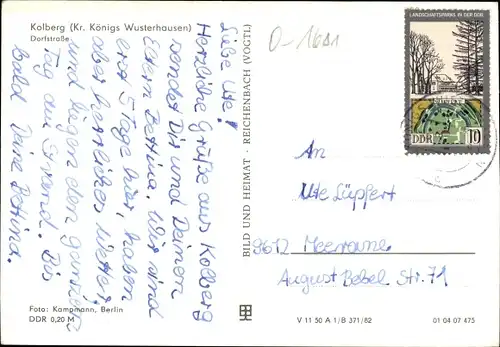 Kolberg (Kr. Königs Wusterhausen)
Dorfstraße
Liebe Ute!
Herzliche Grüße aus Kolberg
sendet Dir und Deinen
Eltern Bettina. Wir sind
erst 5 Tage hier, haben
aber herrliches Wetter
und liegen den ganzen
Tag am Strand. Bis
bald Deine Bettina.
Foto: Kampmann, Berlin
DDR 0,20 M
BILD UND HEIMAT · REICHENBACH (VOGTL)
V 11 50 A 1/B 371/82
01 04 07 475
O-1681
LANDSCHAFTSPARKS IN DER DDR
DDR 10
An
Ute Lüpfert
9612 Meerane
August Bebel Str. 71